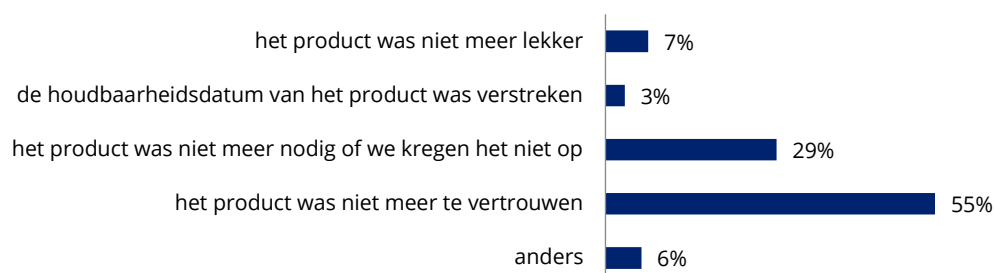 het product was niet meer lekker 7%
de houdbaarheidsdatum van het product was verstreken 3%
het product was niet meer nodig of we kregen het niet op 29%
het product was niet meer te vertrouwen 55%
anders 6%